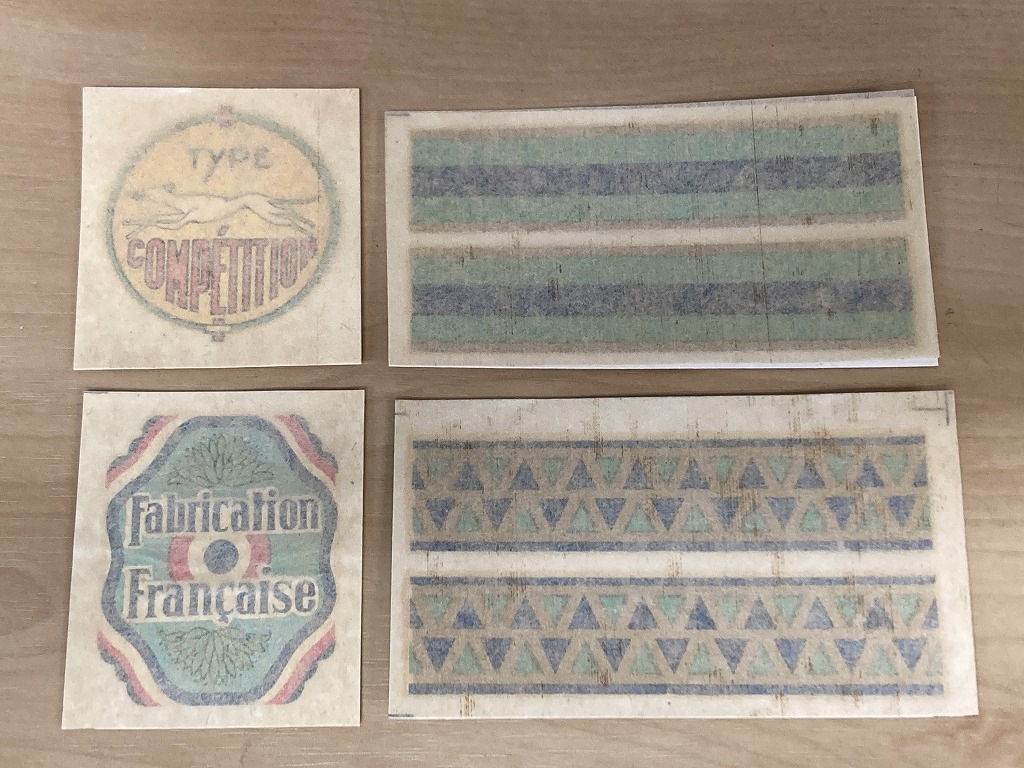 TYPE
COMPÉTITION
Fabrication
Française